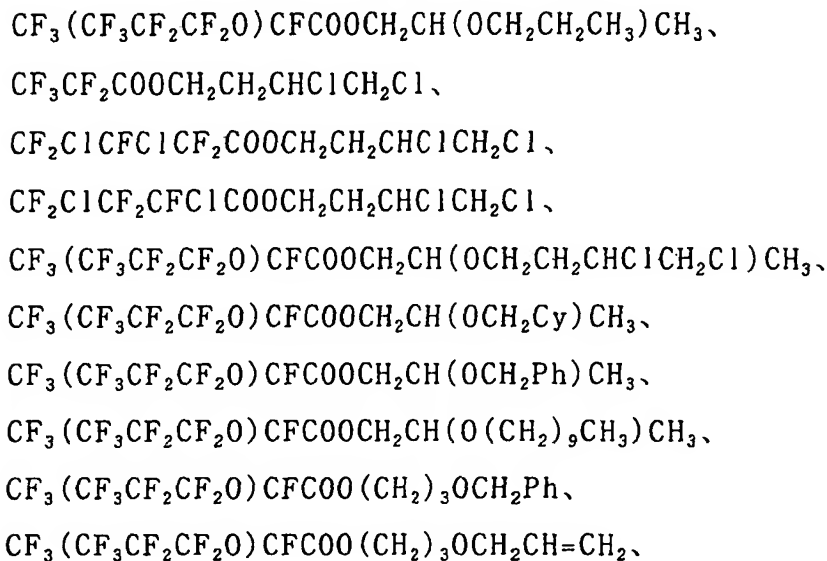 CF₃(CF₃CF₂CF₂O)CFCOOCH₂CH(OCH₂CH₂CH₃)CH₃、
CF₃CF₂COOCH₂CH₂CHClCH₂Cl、
CF₂ClCFClCF₂COOCH₂CH₂CHClCH₂Cl、
CF₂ClCF₂CFClCOOCH₂CH₂CHClCH₂Cl、
CF₃(CF₃CF₂CF₂O)CFCOOCH₂CH(OCH₂CH₂CHClCH₂Cl)CH₃、
CF₃(CF₃CF₂CF₂O)CFCOOCH₂CH(OCH₂Cy)CH₃、
CF₃(CF₃CF₂CF₂O)CFCOOCH₂CH(OCH₂Ph)CH₃、
CF₃(CF₃CF₂CF₂O)CFCOOCH₂CH(O(CH₂)₉CH₃)CH₃、
CF₃(CF₃CF₂CF₂O)CFCOO(CH₂)₃OCH₂Ph、
CF₃(CF₃CF₂CF₂O)CFCOO(CH₂)₃OCH₂CH=CH₂、